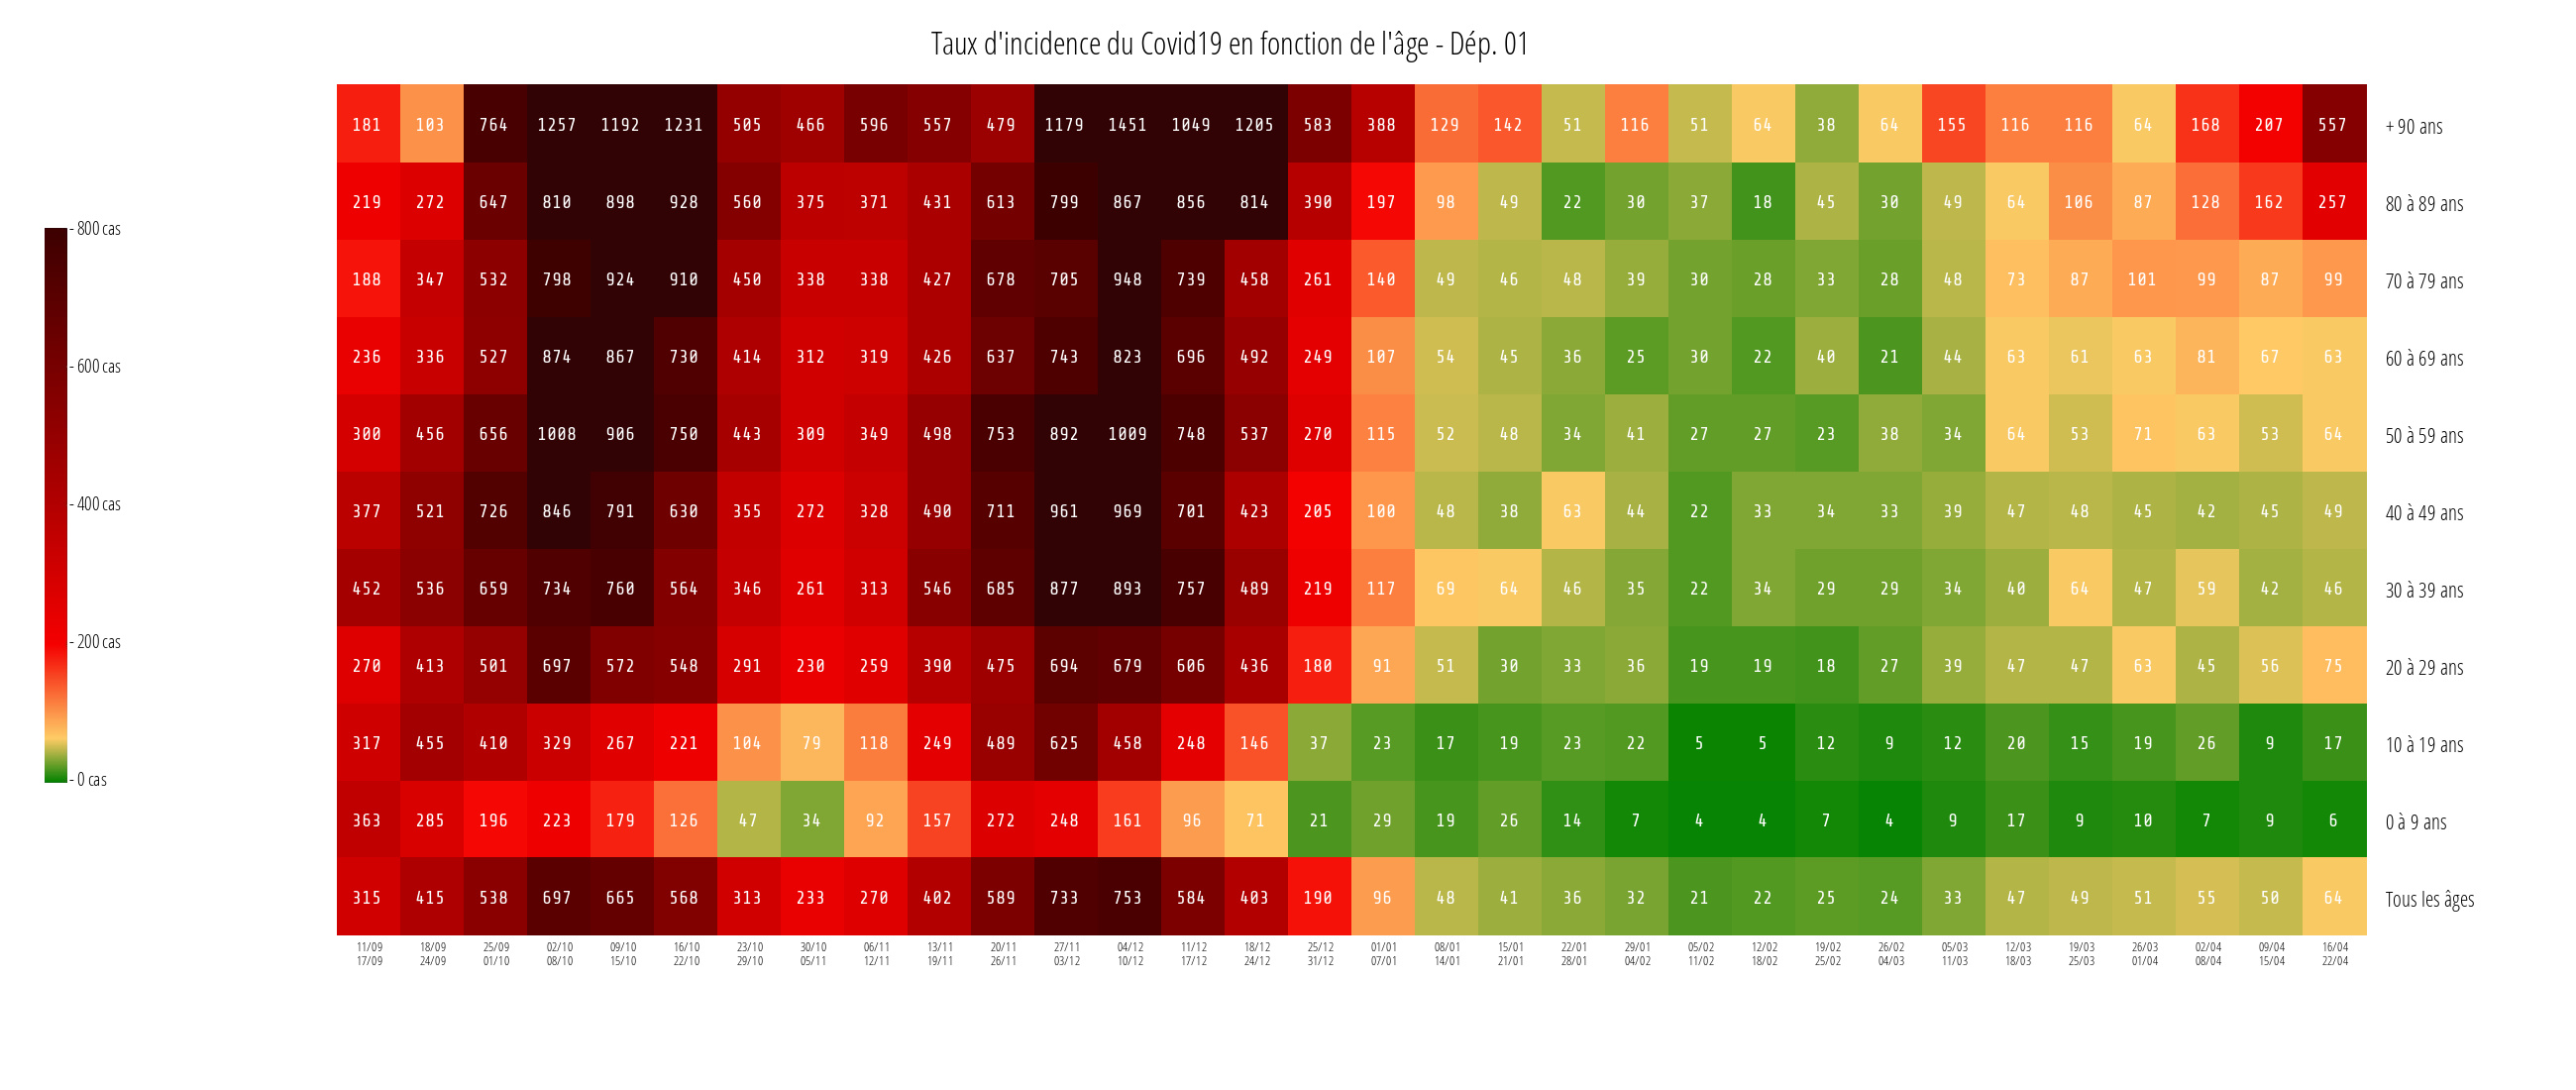 Taux d'incidence du Covid19 en fonction de l'âge - Dép. 01
- 800 cas
- 600 cas
- 400 cas
- 200 cas
- 0 cas
181 103 764 1257 1192 1231 505 466 596 557 479 1179 1451 1049 1205 583 388 129 142 51 116 51 64 38 64 155 116 116 64 168 207 557 + 90 ans
219 272 647 810 898 928 560 375 371 431 613 799 867 856 814 390 197 98 49 22 30 37 18 45 30 49 64 106 87 128 162 257 80 à 89 ans
188 347 532 798 924 910 450 338 338 427 678 705 948 739 458 261 140 49 46 48 39 30 28 33 28 48 73 87 101 99 87 99 70 à 79 ans
236 336 527 874 867 730 414 312 319 426 637 743 823 696 492 249 107 54 45 36 25 30 22 40 21 44 63 61 63 81 67 63 60 à 69 ans
300 456 656 1008 906 750 443 309 349 498 753 892 1009 748 537 270 115 52 48 34 41 27 27 23 38 34 64 53 71 63 53 64 50 à 59 ans
377 521 726 846 791 630 355 272 328 490 711 961 969 701 423 205 100 48 38 63 44 22 33 34 33 39 47 48 45 42 45 49 40 à 49 ans
452 536 659 734 760 564 346 261 313 546 685 877 893 757 489 219 117 69 64 46 35 22 34 29 29 34 40 64 47 59 42 46 30 à 39 ans
270 413 501 697 572 548 291 230 259 390 475 694 679 606 436 180 91 51 30 33 36 19 19 18 27 39 47 47 63 45 56 75 20 à 29 ans
317 455 410 329 267 221 104 79 118 249 489 625 458 248 146 37 23 17 19 23 22 5 5 12 9 12 20 15 19 26 9 17 10 à 19 ans
363 285 196 223 179 126 47 34 92 157 272 248 161 96 71 21 29 19 26 14 7 4 4 7 4 9 17 9 10 7 9 6 0 à 9 ans
315 415 538 697 665 568 313 233 270 402 589 733 753 584 403 190 96 48 41 36 32 21 22 25 24 33 47 49 51 55 50 64 Tous les âges
11/09 18/09 25/09 02/10 09/10 16/10 23/10 30/10 06/11 13/11 20/11 27/11 04/12 11/12 18/12 25/12 01/01 08/01 15/01 22/01 29/01 05/02 12/02 19/02 26/02 05/03 12/03 19/03 26/03 02/04 09/04 16/04
17/09 24/09 01/10 08/10 15/10 22/10 29/10 05/11 12/11 19/11 26/11 03/12 10/12 17/12 24/12 31/12 07/01 14/01 21/01 28/01 04/02 11/02 18/02 25/02 04/03 11/03 18/03 25/03 01/04 08/04 15/04 22/04